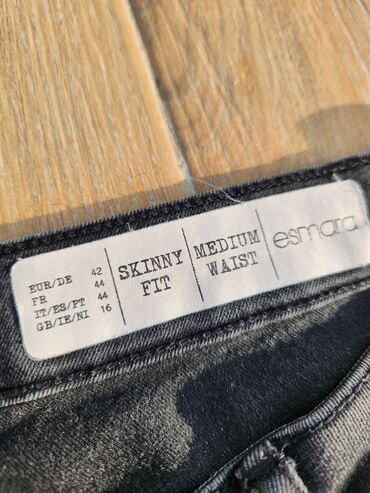 EUR/DE 42
FR 44
IT/ES/PT 44
GB/IE/NI 16
SKINNY
FIT
MEDIUM
WAIST
esmara